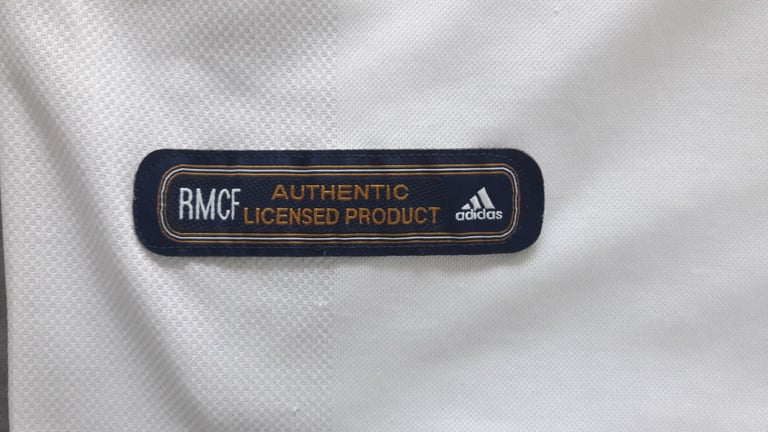 RMCF
AUTHENTIC
LICENSED PRODUCT
adidas